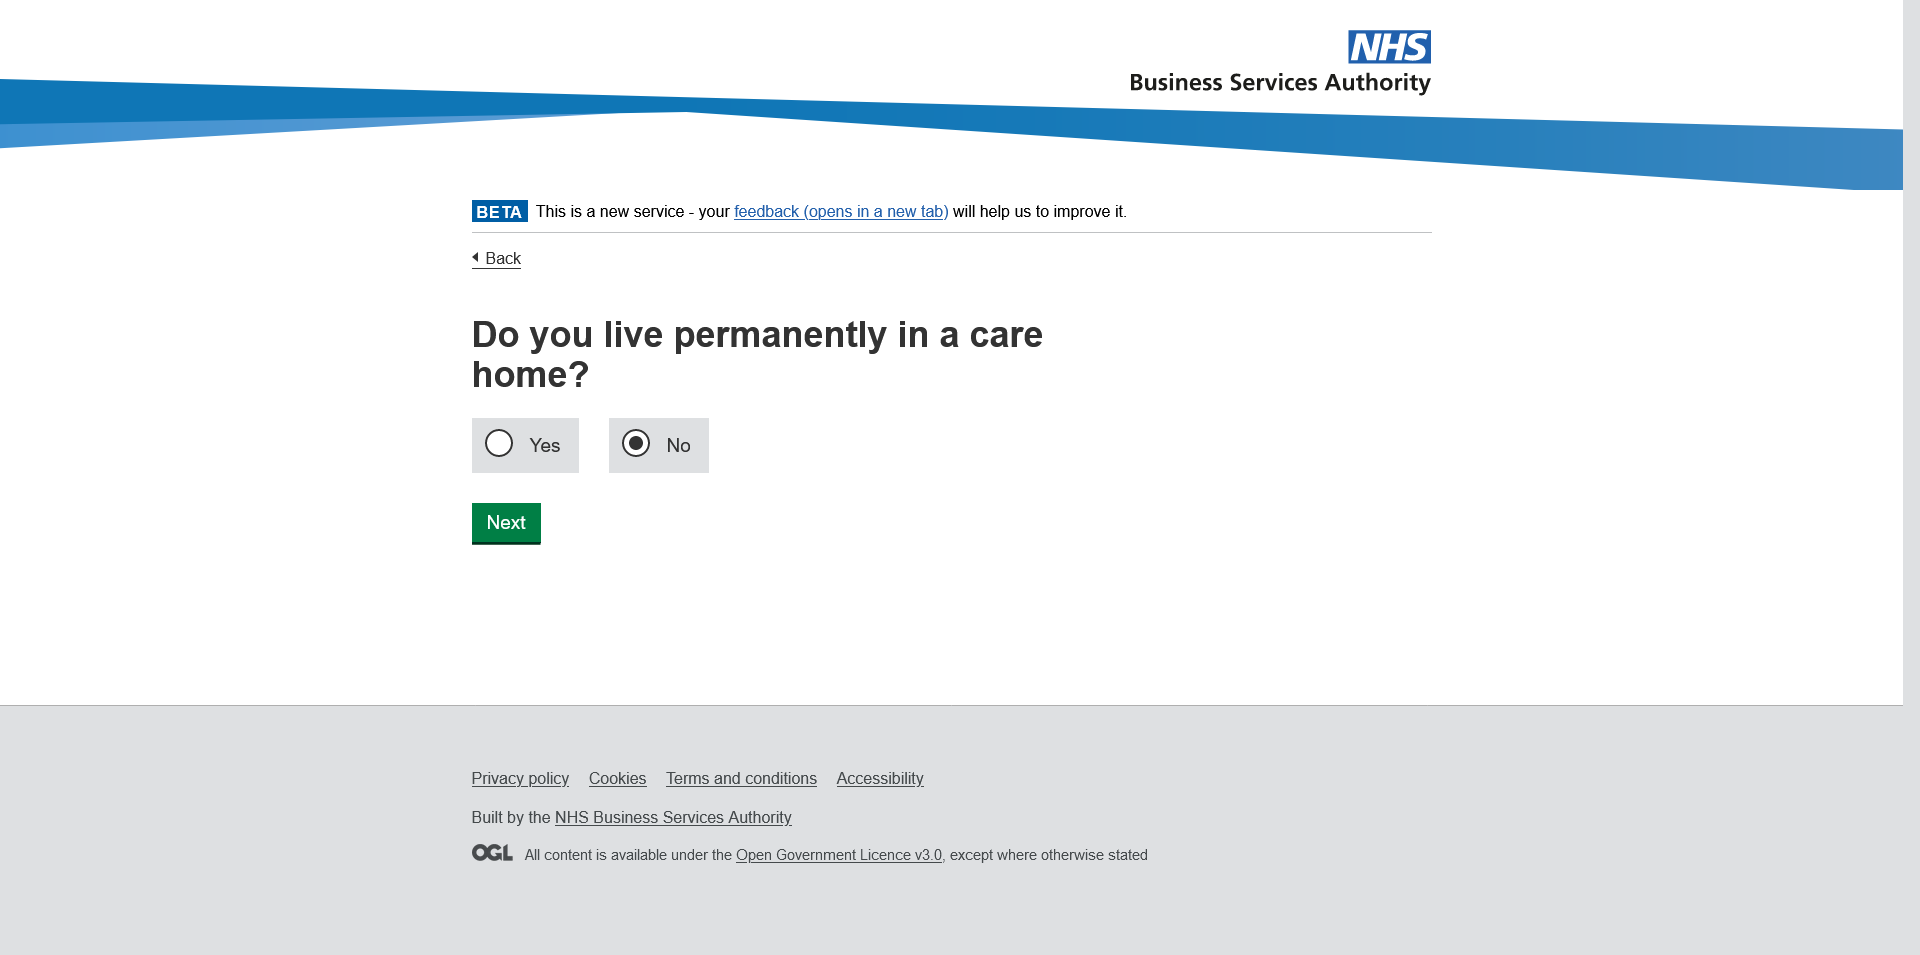 NHS
Business Services Authority
BETA This is a new service - your feedback (opens in a new tab) will help us to improve it.
Back
Do you live permanently in a care
home?
Yes No
Next
Privacy policy Cookies Terms and conditions Accessibility
Built by the NHS Business Services Authority
OGL All content is available under the Open Government Licence v3.0, except where otherwise stated